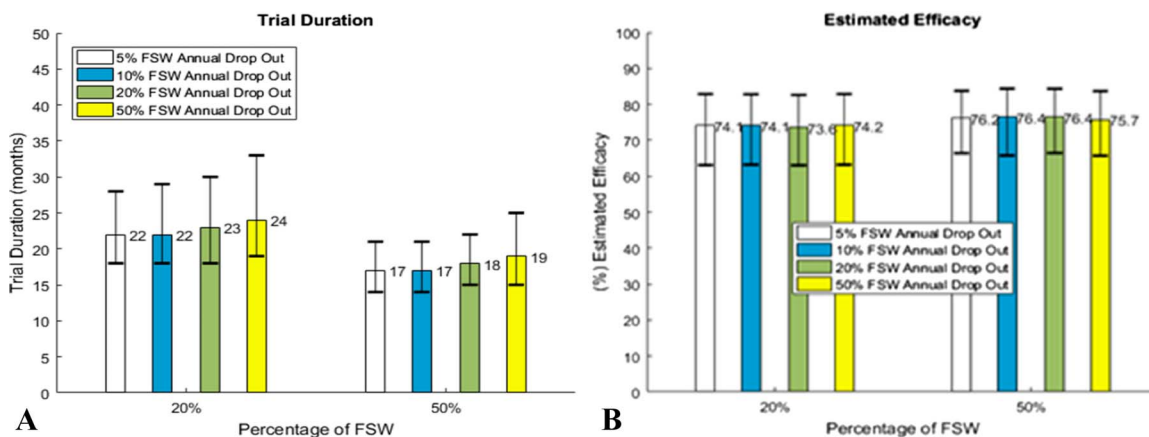 Trial Duration
50
45
40
35
30
25
20
15
10
5
0
Trial Duration (months)
5% FSW Annual Drop Out
10% FSW Annual Drop Out
20% FSW Annual Drop Out
50% FSW Annual Drop Out
22
22
23
24
17
17
18
19
20%
50%
Percentage of FSW
A
Estimated Efficacy
100
90
80
70
60
50
40
30
20
10
0
(%) Estimated Efficacy
74.1
74.1
73.6
74.2
76.2
76.4
76.4
75.7
5% FSW Annual Drop Out
10% FSW Annual Drop Out
20% FSW Annual Drop Out
50% FSW Annual Drop Out
20%
50%
Percentage of FSW
B